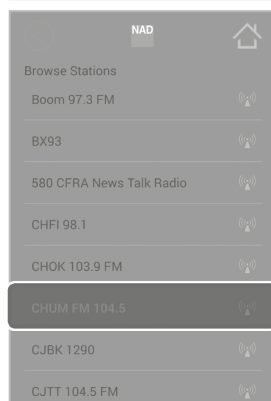 NAD
Browse Stations
Boom 97.3 FM
BX93
580 CFRA News Talk Radio
CHFI 98.1
CHOK 103.9 FM
CHUM FM 104.5
CJBK 1290
CJTT 104.5 FM